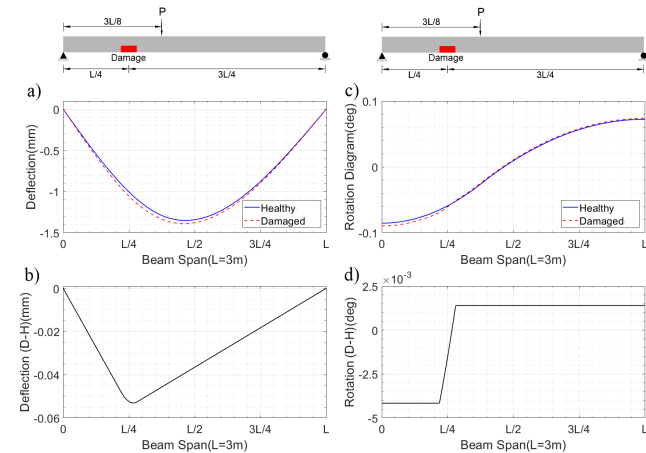 P
3L/8
Damage
L/4
3L/4
P
3L/8
Damage
L/4
3L/4
a)
Deflection(mm)
0
-0.5
-1
-1.5
Healthy
Damaged
0
L/4
L/2
3L/4
L
Beam Span(L=3m)
c)
Rotation Diagram(deg)
0.1
0
-0.1
Healthy
Damaged
0
L/4
L/2
3L/4
L
Beam Span(L=3m)
b)
Deflection (D-H)(mm)
0
-0.02
-0.04
-0.06
0
L/4
L/2
3L/4
L
Beam Span(L=3m)
d)
×10⁻³
Rotation (D-H)(deg)
2.5
0
-2.5
-5
0
L/4
L/2
3L/4
L
Beam Span(L=3m)